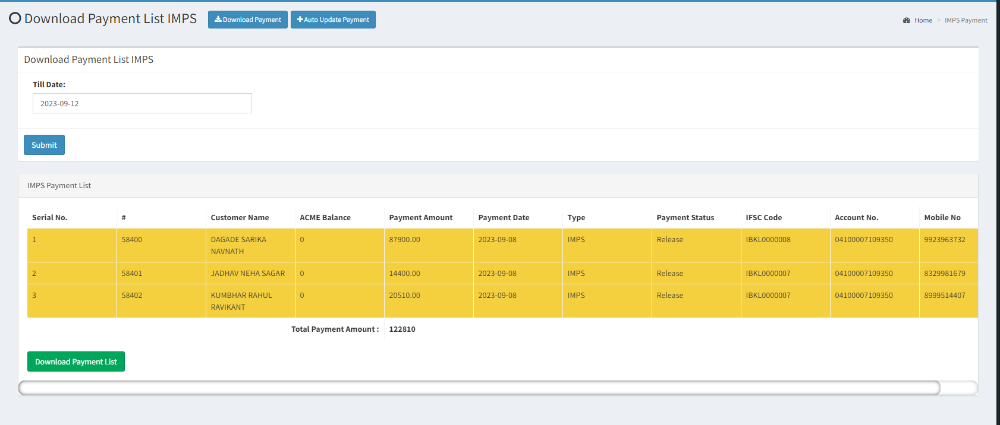 Download Payment List IMPS Download Payment Auto Update Payment Home > IMPS Payment
Download Payment List IMPS
Till Date:
2023-09-12
Submit
IMPS Payment List
Serial No. # Customer Name ACME Balance Payment Amount Payment Date Type Payment Status IFSC Code Account No. Mobile No
1 58400 DAGADE SARIKA 0 87900.00 2023-09-08 IMPS Release IBKL0000008 04100007109350 9923963732
NAVNATH
2 58401 JADHAV NEHA SAGAR 0 14400.00 2023-09-08 IMPS Release IBKL0000007 04100007109350 8329981679
3 58402 KUMBHAR RAHUL 0 20510.00 2023-09-08 IMPS Release IBKL0000007 04100007109350 8999514407
RAVIKANT
Total Payment Amount : 122810
Download Payment List